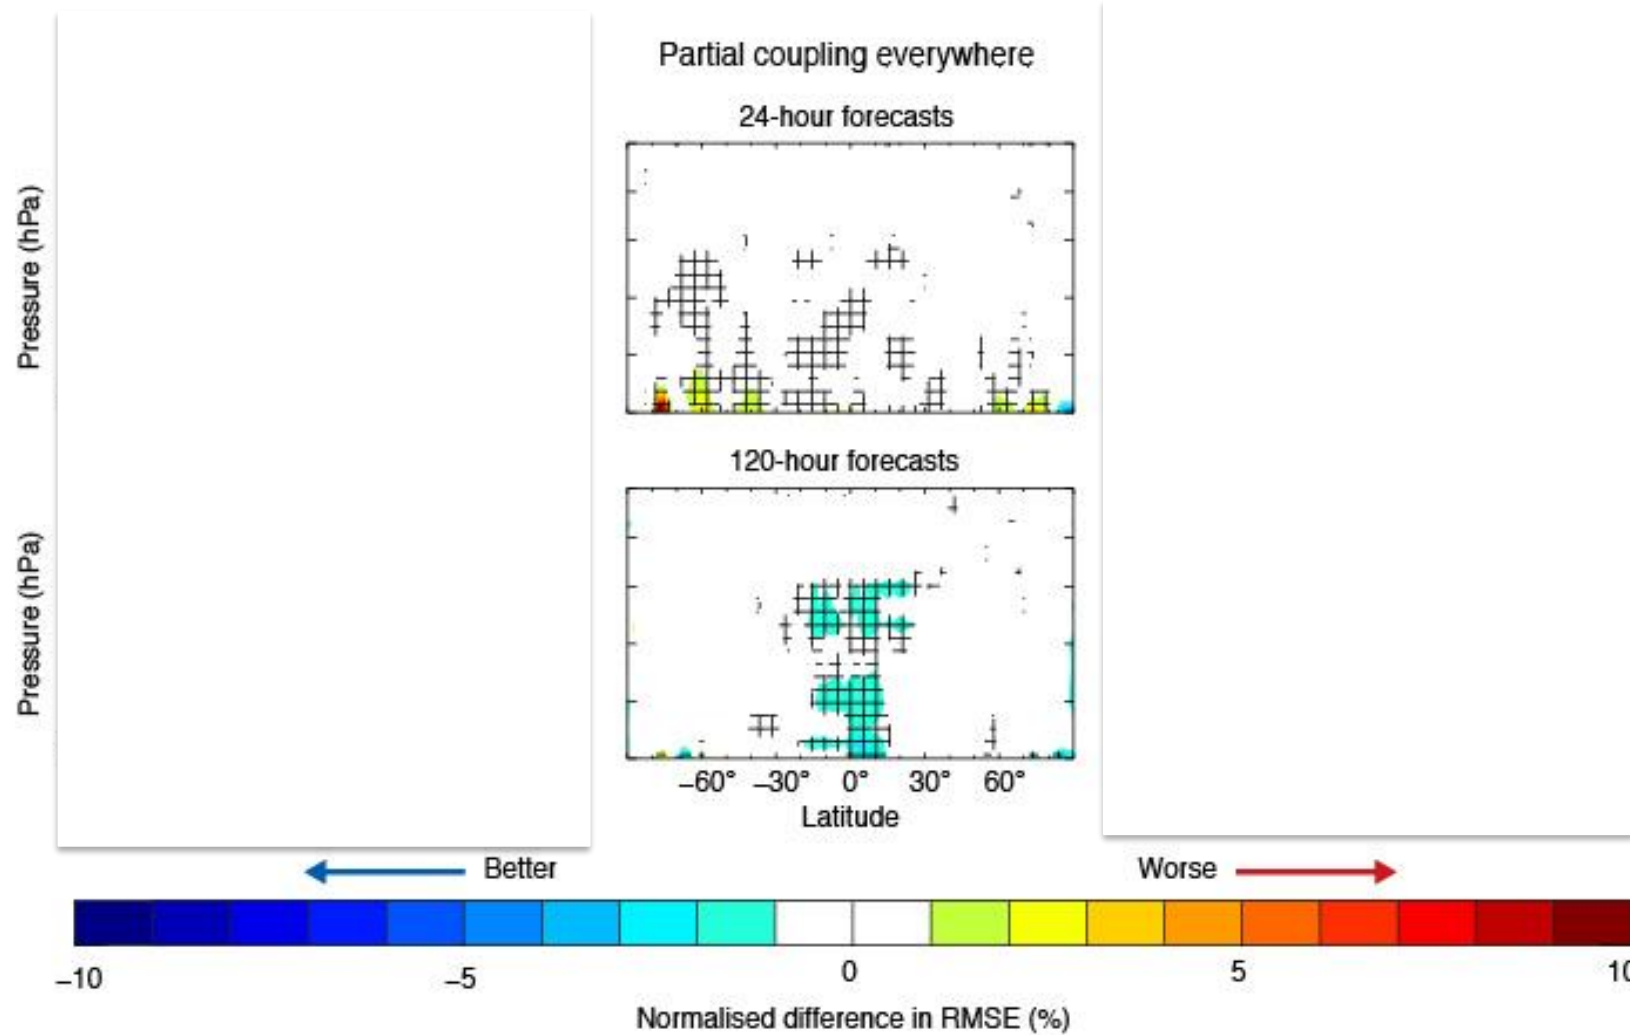 Partial coupling everywhere
24-hour forecasts
Pressure (hPa)
120-hour forecasts
Pressure (hPa)
−60° −30° 0° 30° 60°
Latitude
Better Worse
−10 −5 0 5 10
Normalised difference in RMSE (%)